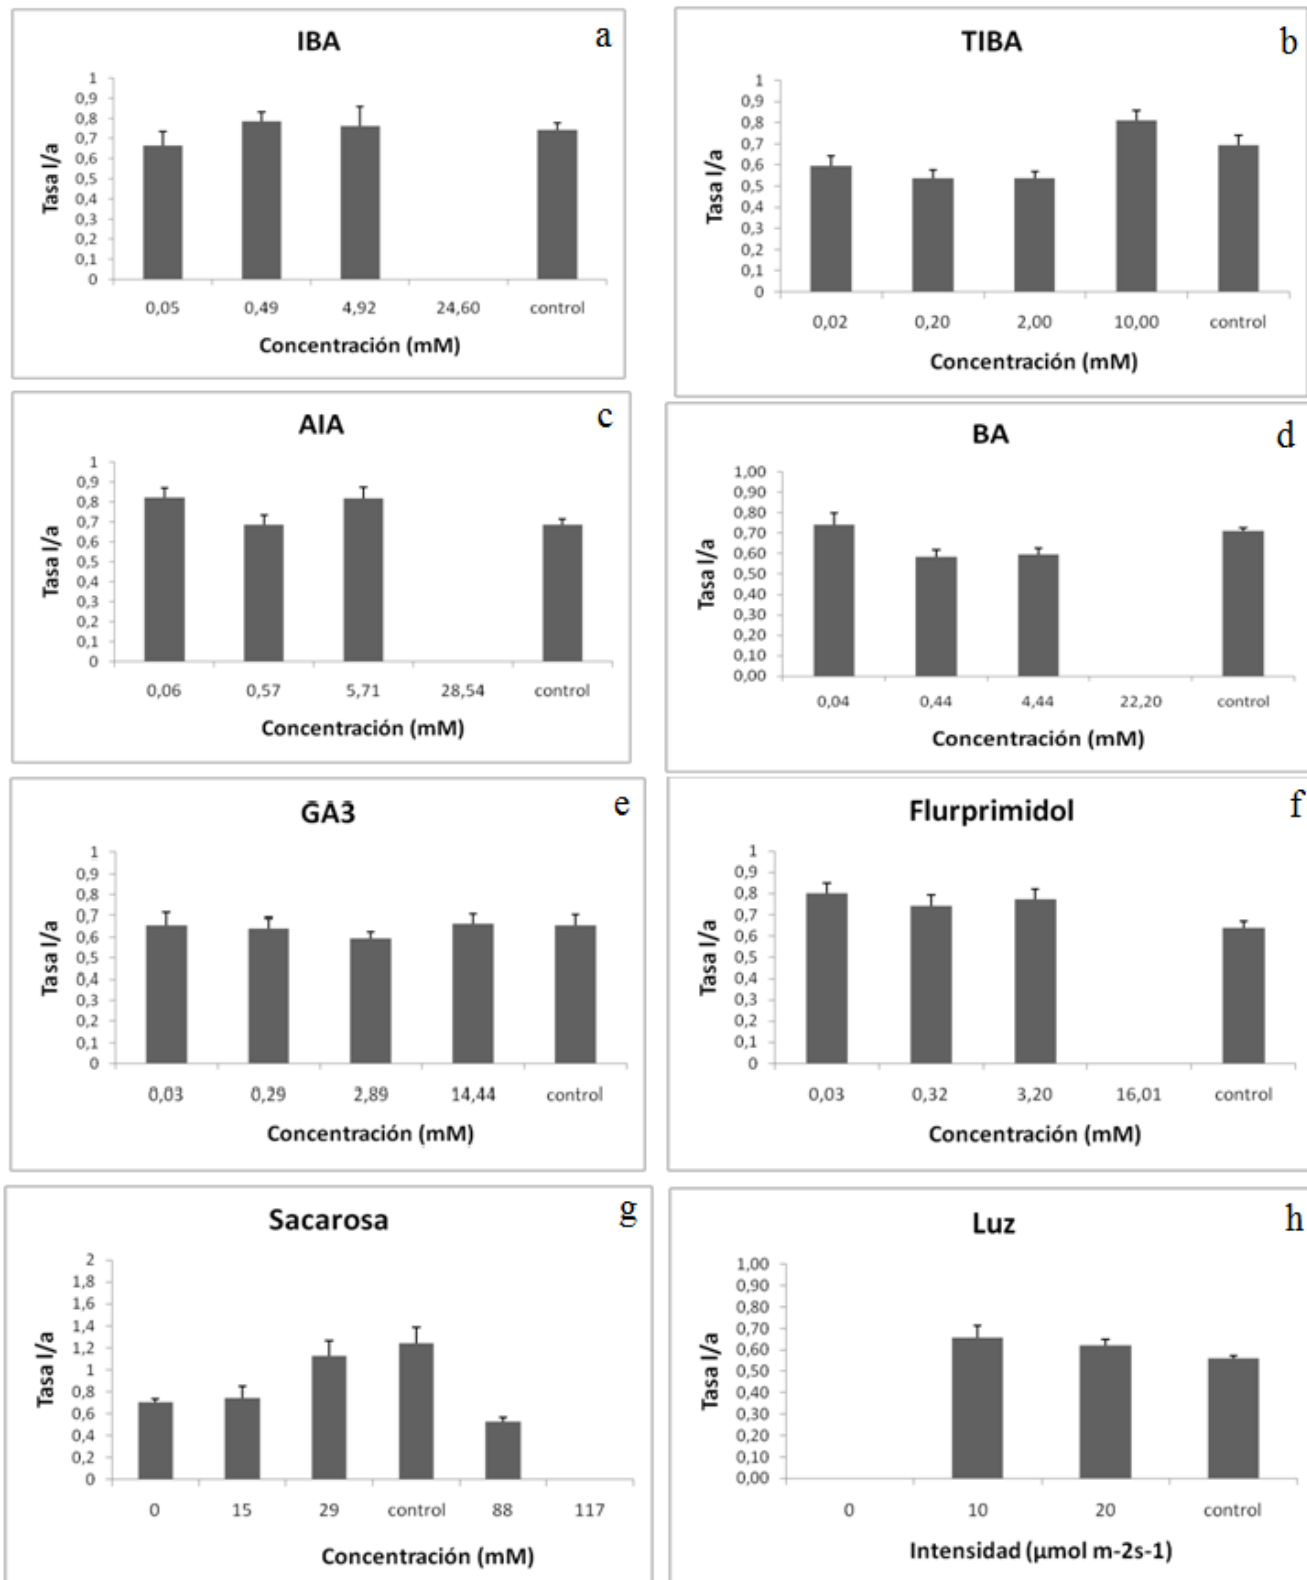 IBA
a
1
0,9
0,8
0,7
0,6
0,5
0,4
0,3
0,2
0,1
0
Tasa l/a
0,05 0,49 4,92 24,60 control
Concentración (mM)
TIBA
b
1
0,9
0,8
0,7
0,6
0,5
0,4
0,3
0,2
0,1
0
Tasa l/a
0,02 0,20 2,00 10,00 control
Concentración (mM)
AIA
c
1
0,9
0,8
0,7
0,6
0,5
0,4
0,3
0,2
0,1
0
Tasa l/a
0,06 0,57 5,71 28,54 control
Concentración (mM)
BA
d
1,00
0,90
0,80
0,70
0,60
0,50
0,40
0,30
0,20
0,10
0,00
Tasa l/a
0,04 0,44 4,44 22,20 control
Concentración (mM)
GA3
e
1
0,9
0,8
0,7
0,6
0,5
0,4
0,3
0,2
0,1
0
Tasa l/a
0,03 0,29 2,89 14,44 control
Concentración (mM)
Flurprimidol
f
1
0,9
0,8
0,7
0,6
0,5
0,4
0,3
0,2
0,1
0
Tasa l/a
0,03 0,32 3,20 16,01 control
Concentración (mM)
Sacarosa
g
2
1,8
1,6
1,4
1,2
1
0,8
0,6
0,4
0,2
0
Tasa l/a
0 15 29 control 88 117
Concentración (mM)
Luz
h
1,00
0,90
0,80
0,70
0,60
0,50
0,40
0,30
0,20
0,10
0,00
Tasa l/a
0 10 20 control
Intensidad (µmol m-2s-1)